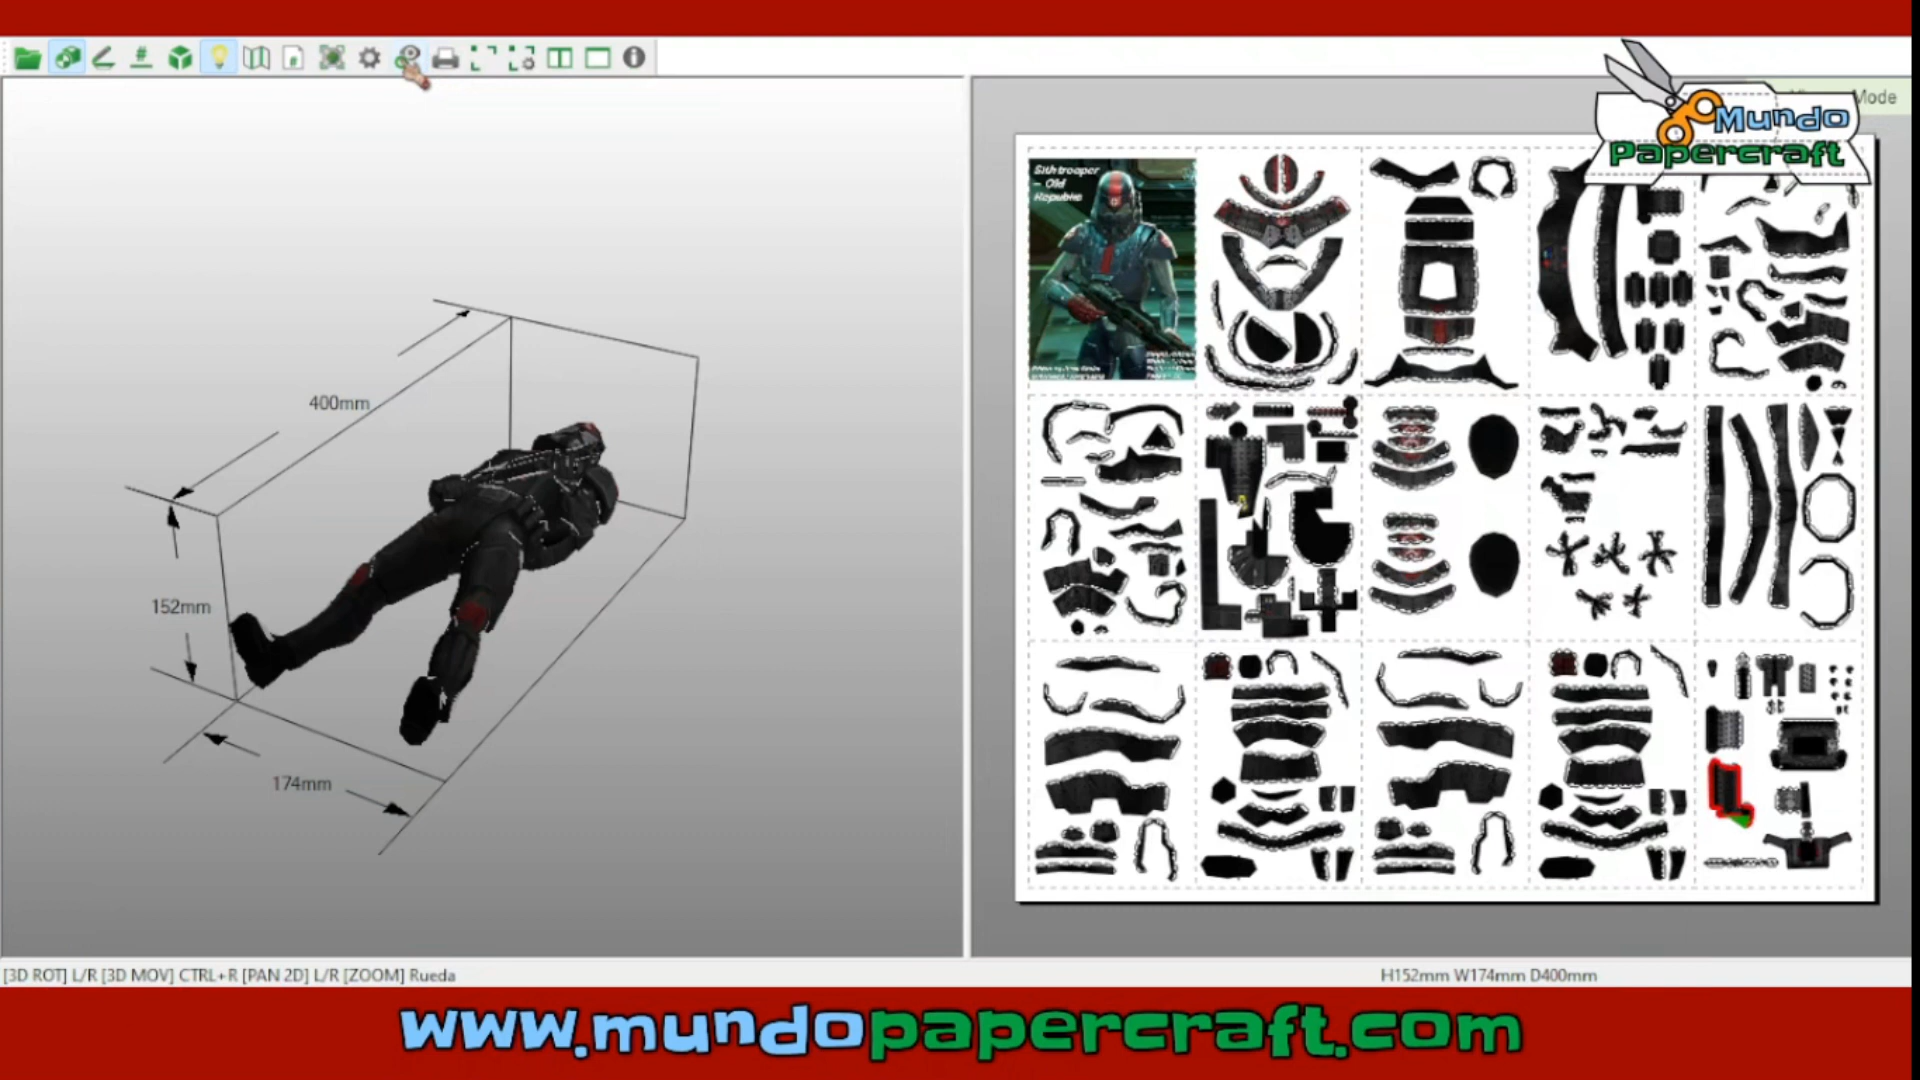 Mode
Mundo
Papercraft
Sith trooper
– Old
Republic
400mm
152mm
174mm
[3D ROT] L/R [3D MOV] CTRL+R [PAN 2D] L/R [ZOOM] Rueda
H152mm W174mm D400mm
www.mundopapercraft.com